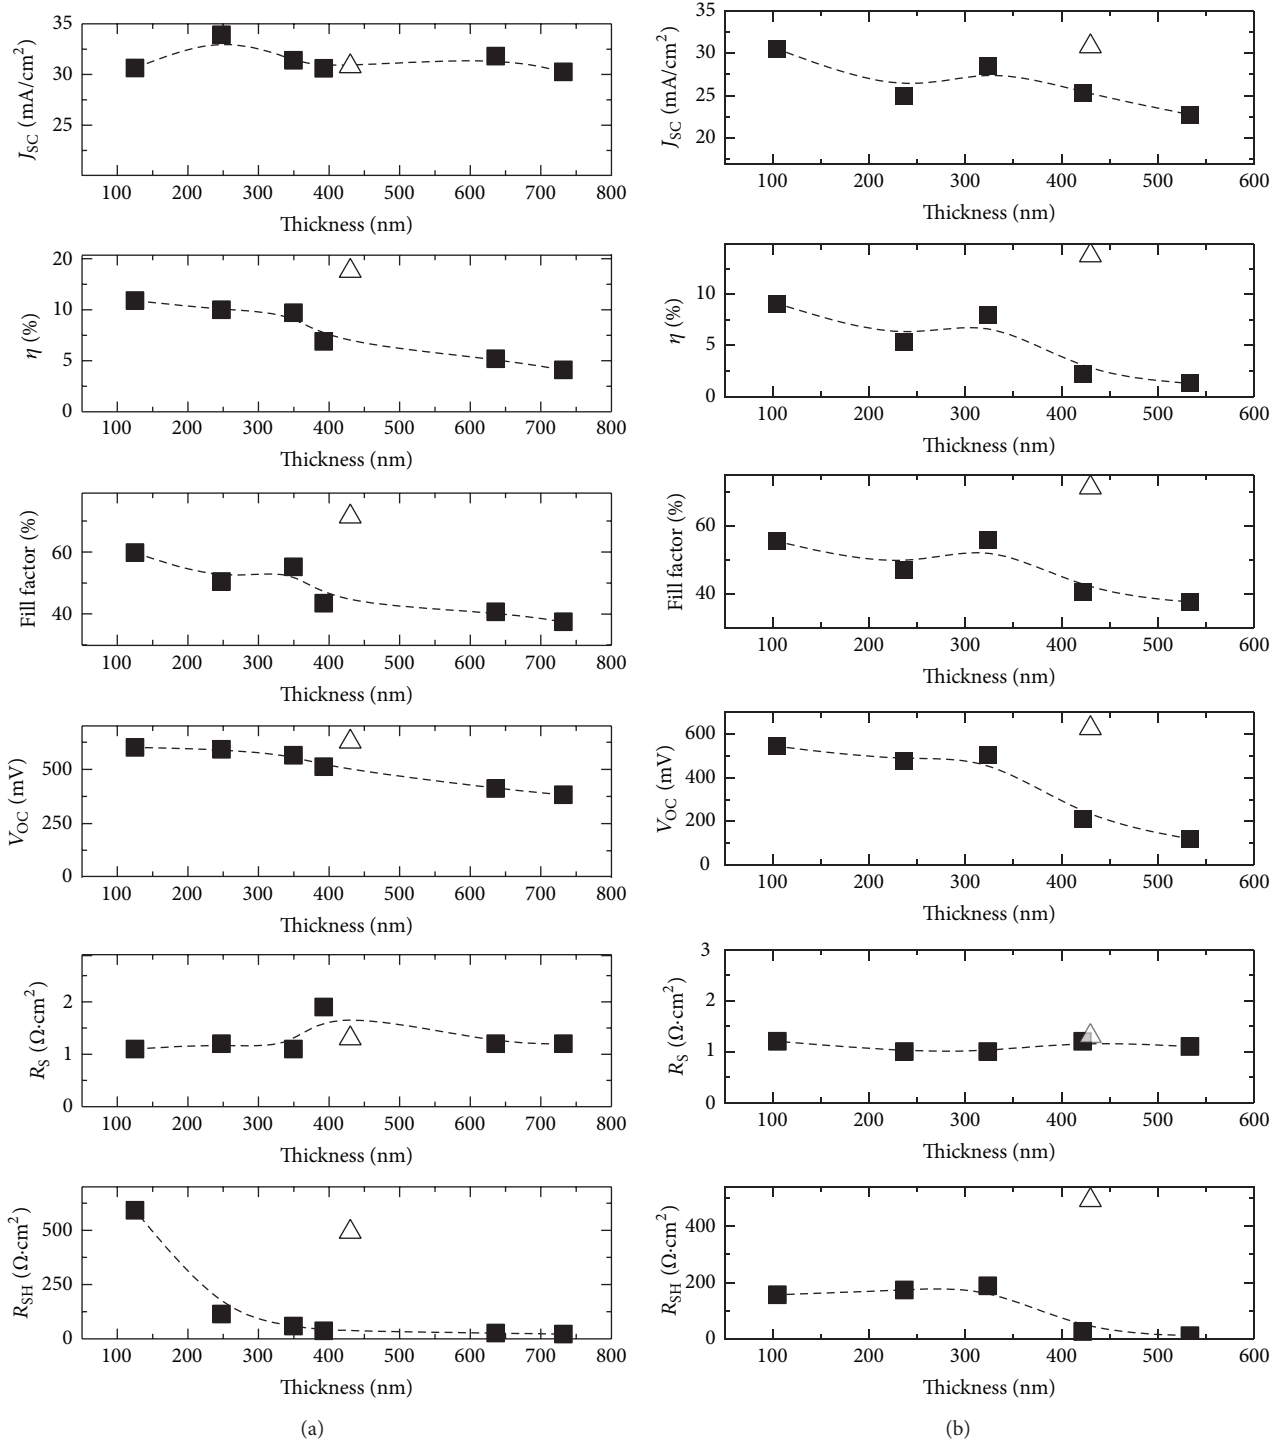 35
30
25
J_SC (mA/cm²)
100 200 300 400 500 600 700 800
Thickness (nm)
20
10
10
5
0
η (%)
100 200 300 400 500 600 700 800
Thickness (nm)
60
40
Fill factor (%)
100 200 300 400 500 600 700 800
Thickness (nm)
500
250
0
V_OC (mV)
100 200 300 400 500 600 700 800
Thickness (nm)
2
1
0
R_S (Ω·cm²)
100 200 300 400 500 600 700 800
Thickness (nm)
500
250
0
R_SH (Ω·cm²)
100 200 300 400 500 600 700 800
Thickness (nm)
(a)
35
30
25
20
J_SC (mA/cm²)
100 200 300 400 500 600
Thickness (nm)
10
5
0
η (%)
100 200 300 400 500 600
Thickness (nm)
60
40
Fill factor (%)
100 200 300 400 500 600
Thickness (nm)
600
400
200
0
V_OC (mV)
100 200 300 400 500 600
Thickness (nm)
3
2
1
0
R_S (Ω·cm²)
100 200 300 400 500 600
Thickness (nm)
400
200
0
R_SH (Ω·cm²)
100 200 300 400 500 600
Thickness (nm)
(b)